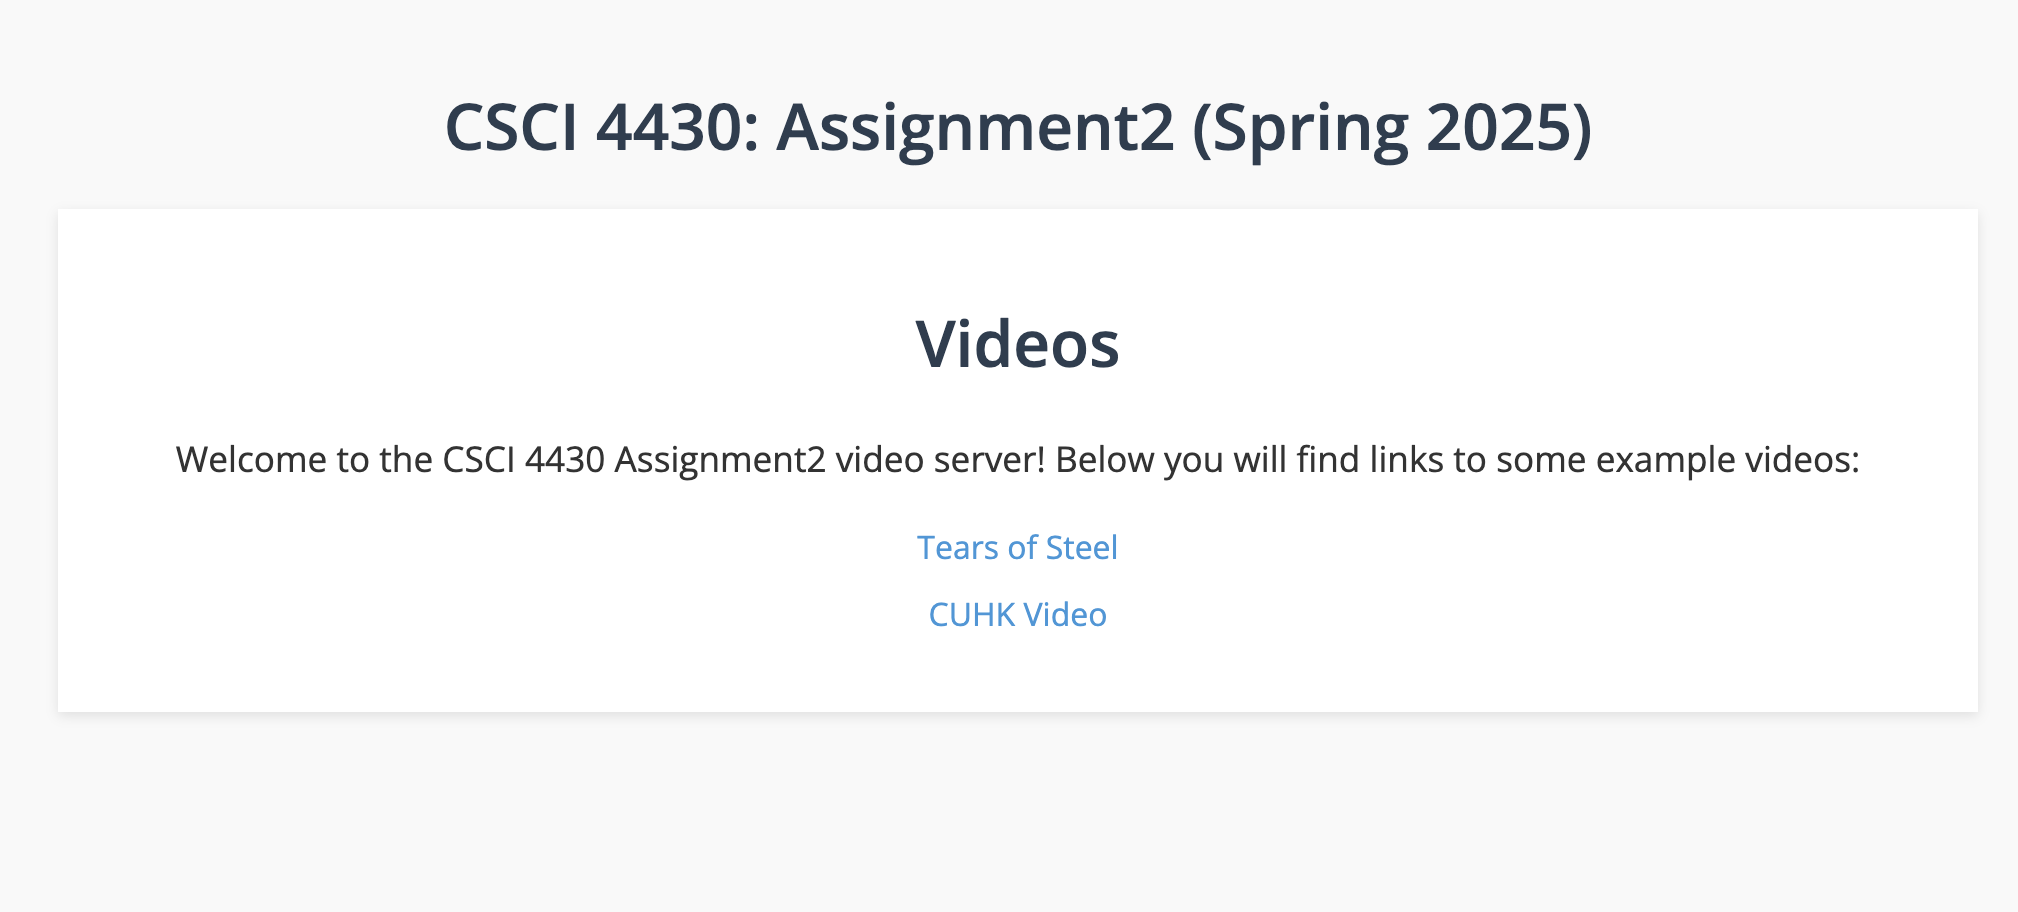 CSCI 4430: Assignment2 (Spring 2025)
Videos
Welcome to the CSCI 4430 Assignment2 video server! Below you will find links to some example videos:
Tears of Steel
CUHK Video